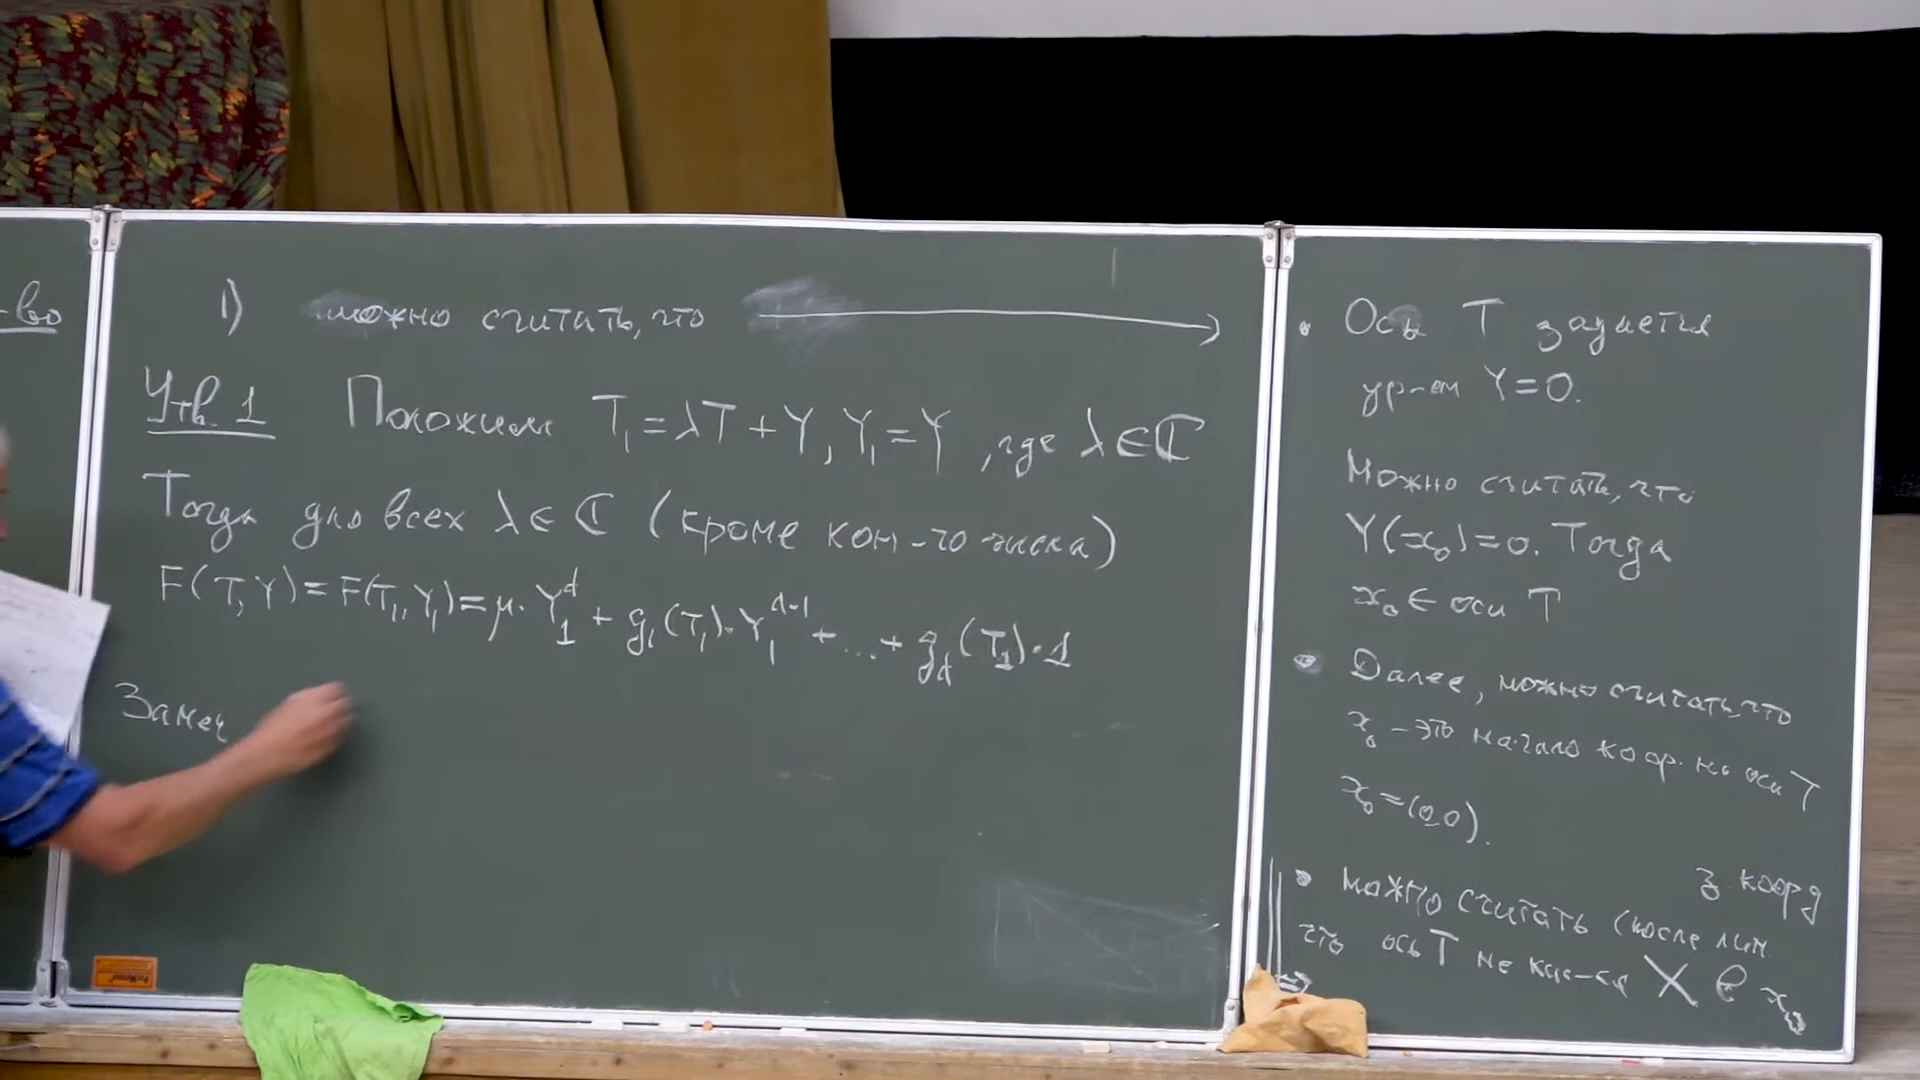 -во
1) можно считать, что
Утв. 1 Положим T₁ = λT + Y, Y₁ = Y, где λ ∈ ℂ
Тогда для всех λ ∈ ℂ (кроме кон-го числа)
F(T,Y) = F(T₁,Y₁) = μ · Y₁ᵈ + g₁(T₁) · Y₁ᵈ⁻¹ + ... + g_d(T₁) · 1
Замеч
Ось T задается
ур-ем Y = 0.
Можно считать, что
Y(x₀) = 0. Тогда
x₀ ∈ оси T
Далее, можно считать, что
x₀ – это начало коор. на оси T
x₀ = (0,0).
з. коорд
можно считать (после лин.
что ось T не кас-ся X в x₀